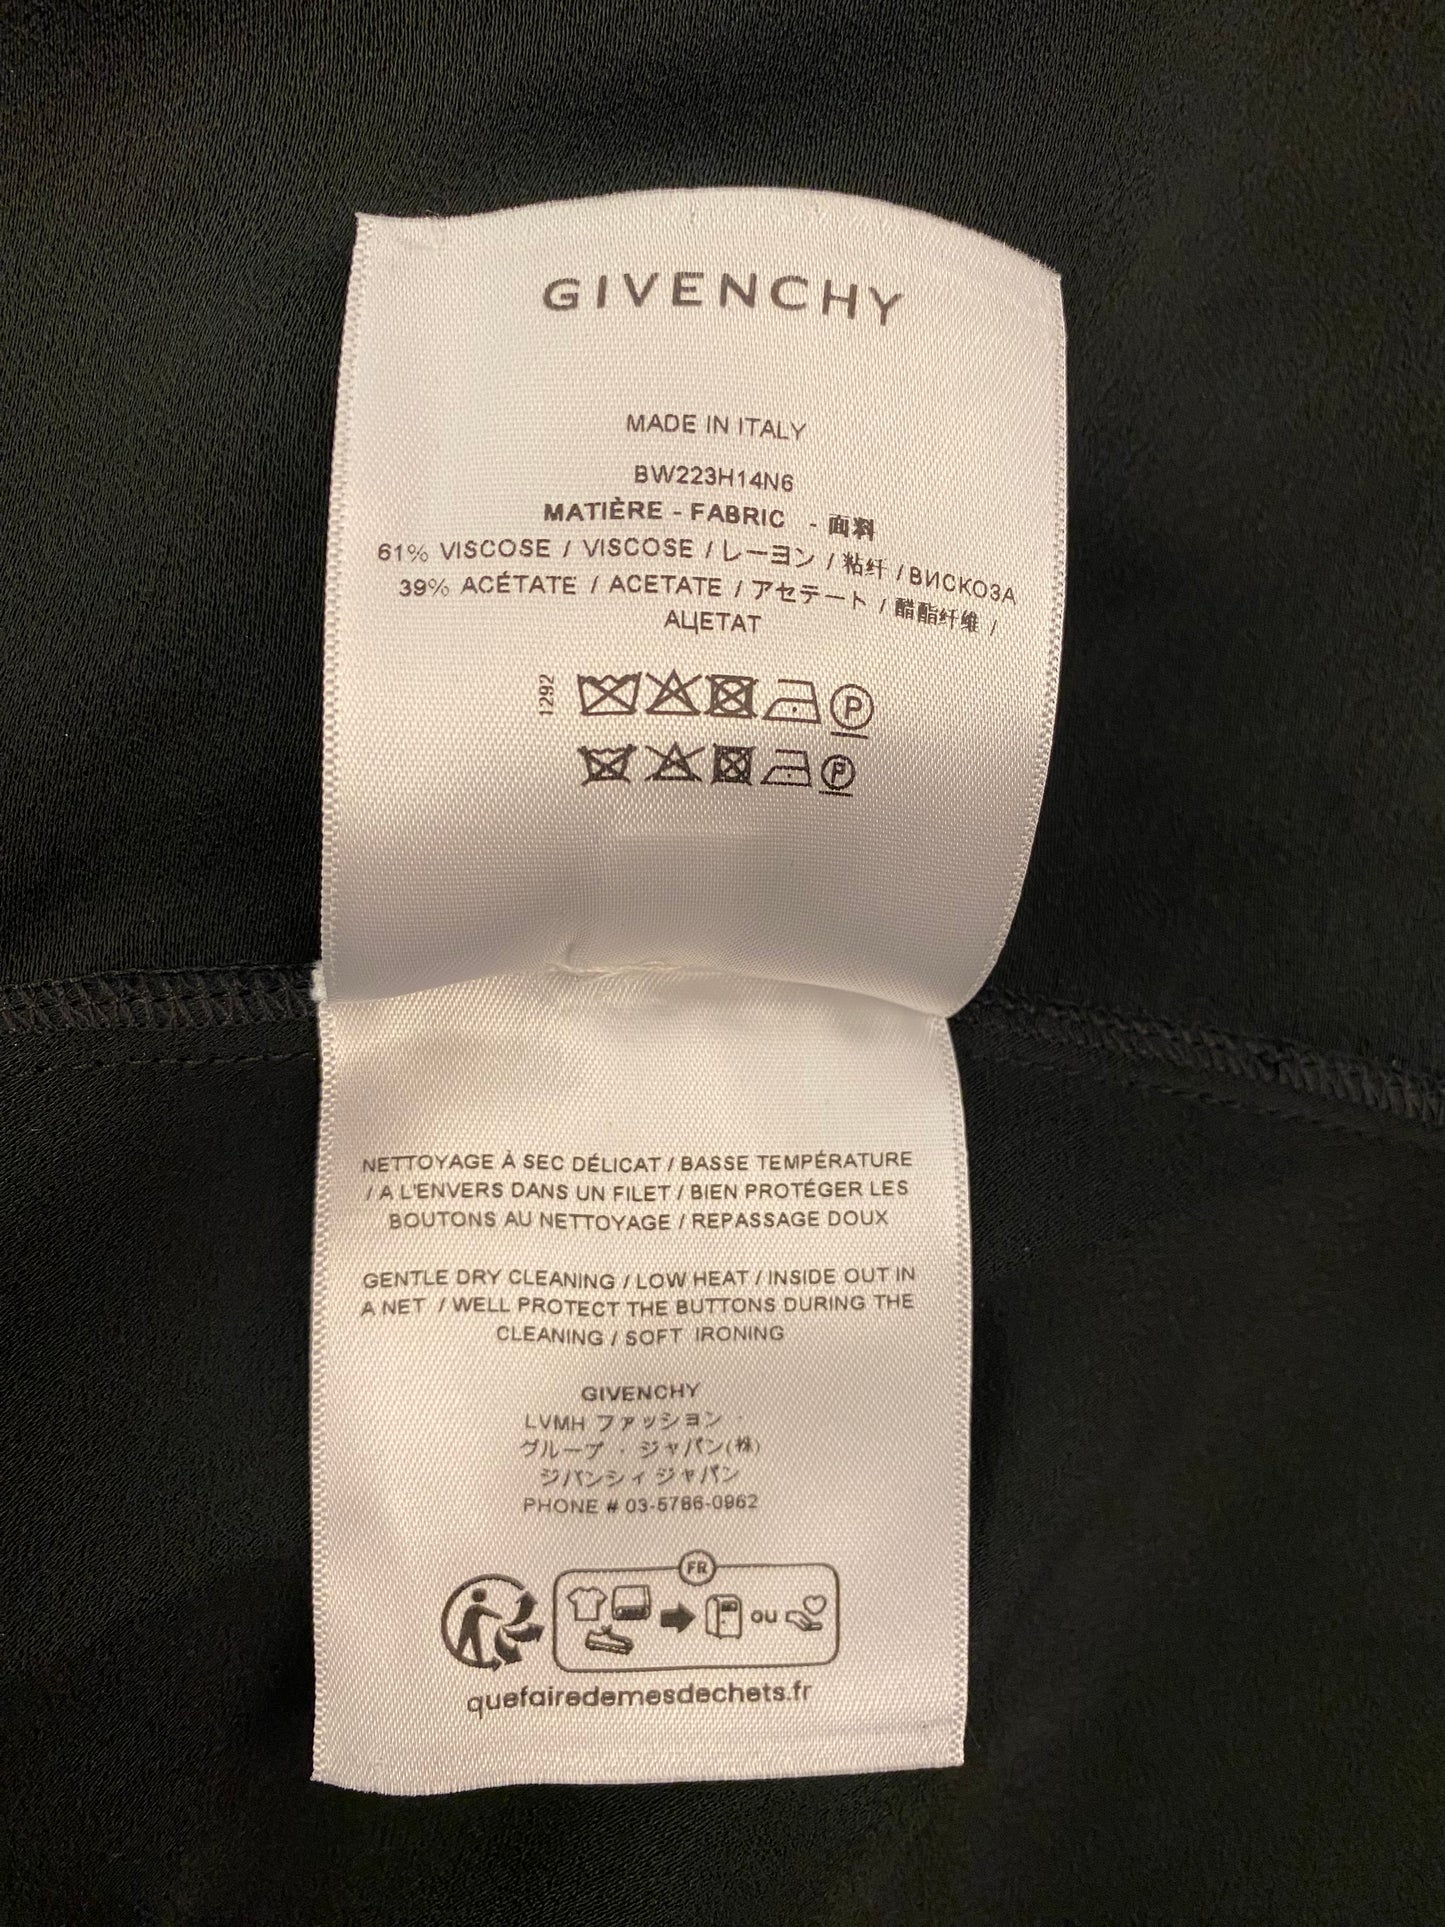 GIVENCHY
MADE IN ITALY
BW223H14N6
MATIÈRE - FABRIC - 面料
61% VISCOSE / VISCOSE / レーヨン / 粘纤 / ВИСКОЗА
39% ACÉTATE / ACETATE / アセテート / 醋酯纤维 /
АЦЕТАТ
1292
P
P
NETTOYAGE À SEC DÉLICAT / BASSE TEMPÉRATURE
/ A L'ENVERS DANS UN FILET / BIEN PROTÉGER LES
BOUTONS AU NETTOYAGE / REPASSAGE DOUX
GENTLE DRY CLEANING / LOW HEAT / INSIDE OUT IN
A NET / WELL PROTECT THE BUTTONS DURING THE
CLEANING / SOFT IRONING
GIVENCHY
LVMH ファッション ·
グループ · ジャパン(株)
ジバンシィ ジャパン
PHONE # 03-5786-0962
FR
ou
quefairedemesdechets.fr